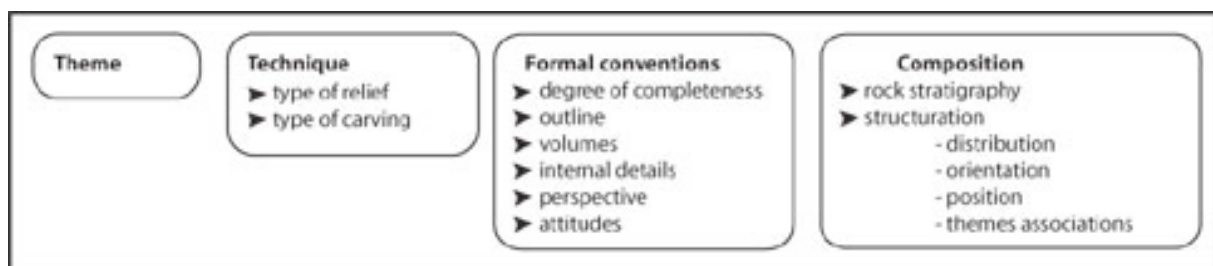 Theme
Technique
➤ type of relief
➤ type of carving
Formal conventions
➤ degree of completeness
➤ outline
➤ volumes
➤ internal details
➤ perspective
➤ attitudes
Composition
➤ rock stratigraphy
➤ structuration
- distribution
- orientation
- position
- themes associations